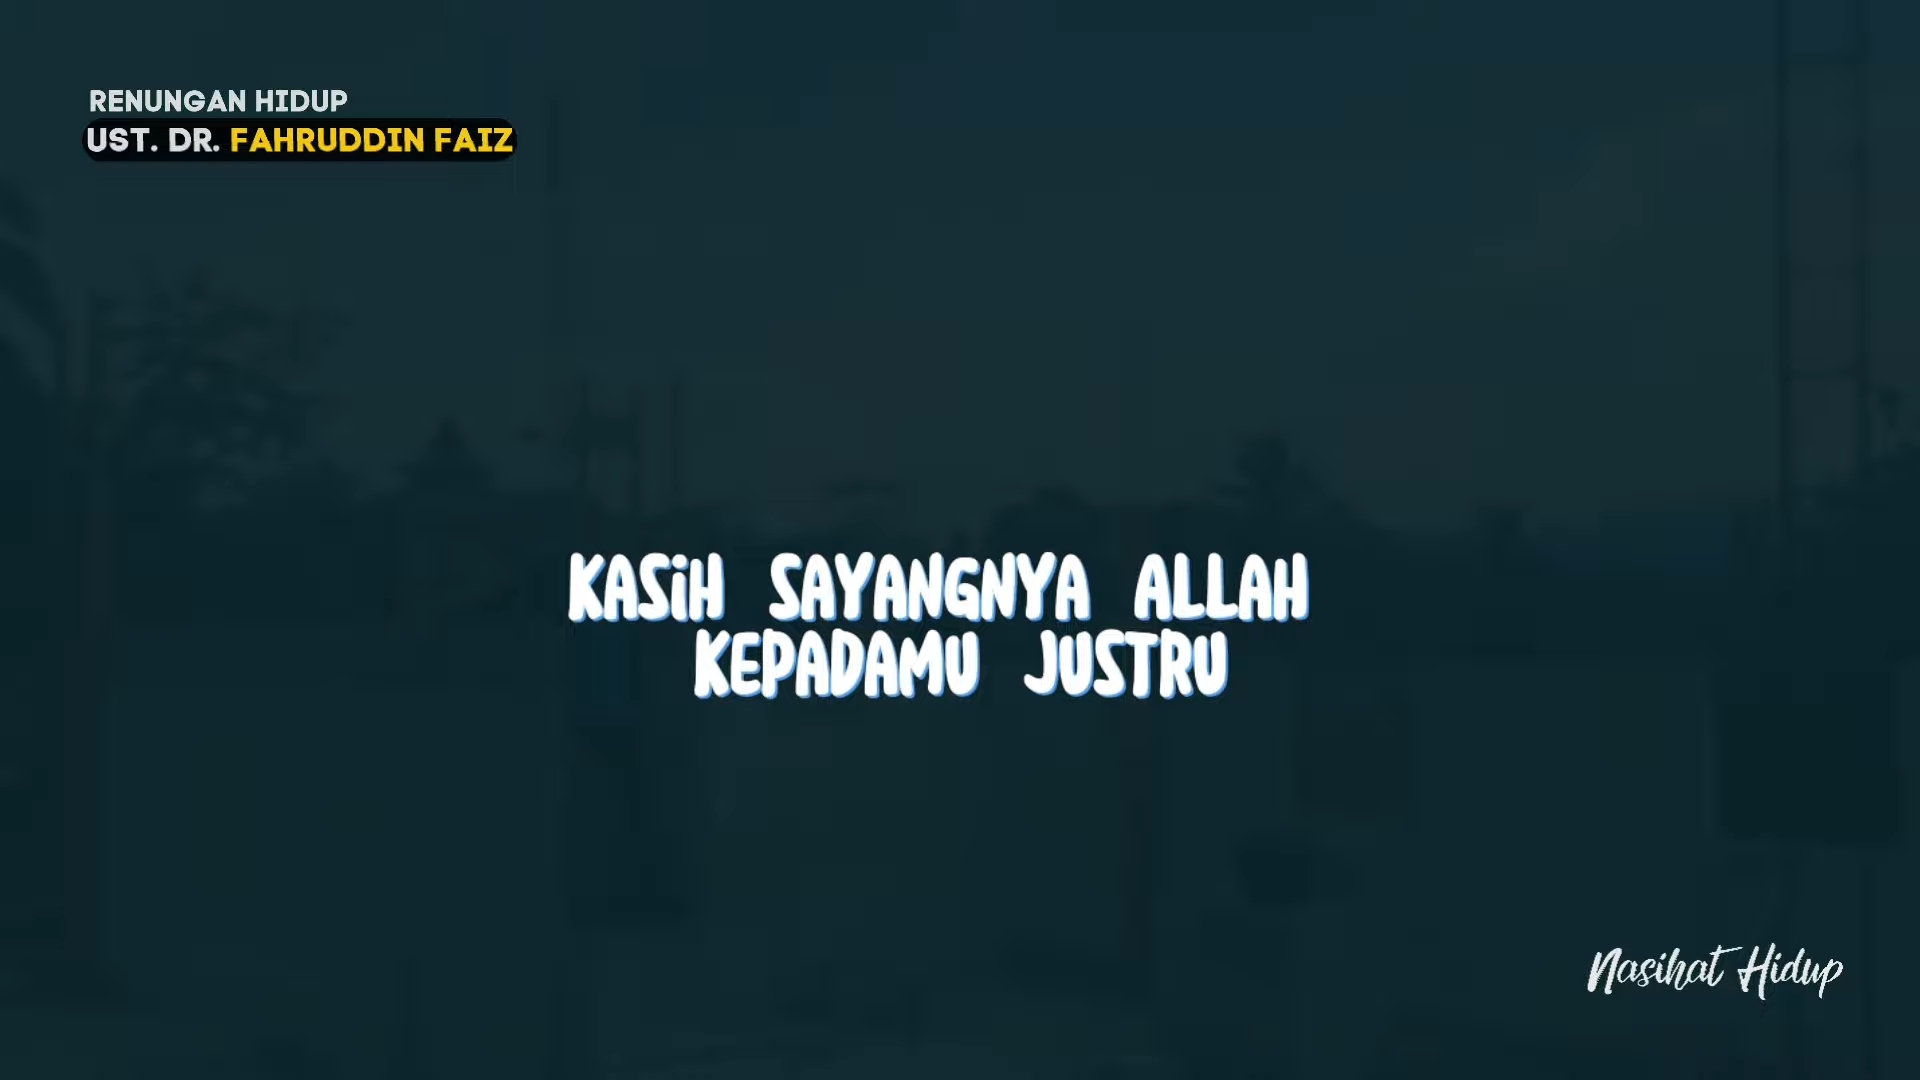 RENUNGAN HIDUP
UST. DR. FAHRUDDIN FAIZ
KASiH SAYANGNYA ALLAH
KEPADAMU JUSTRU
Nasihat Hidup